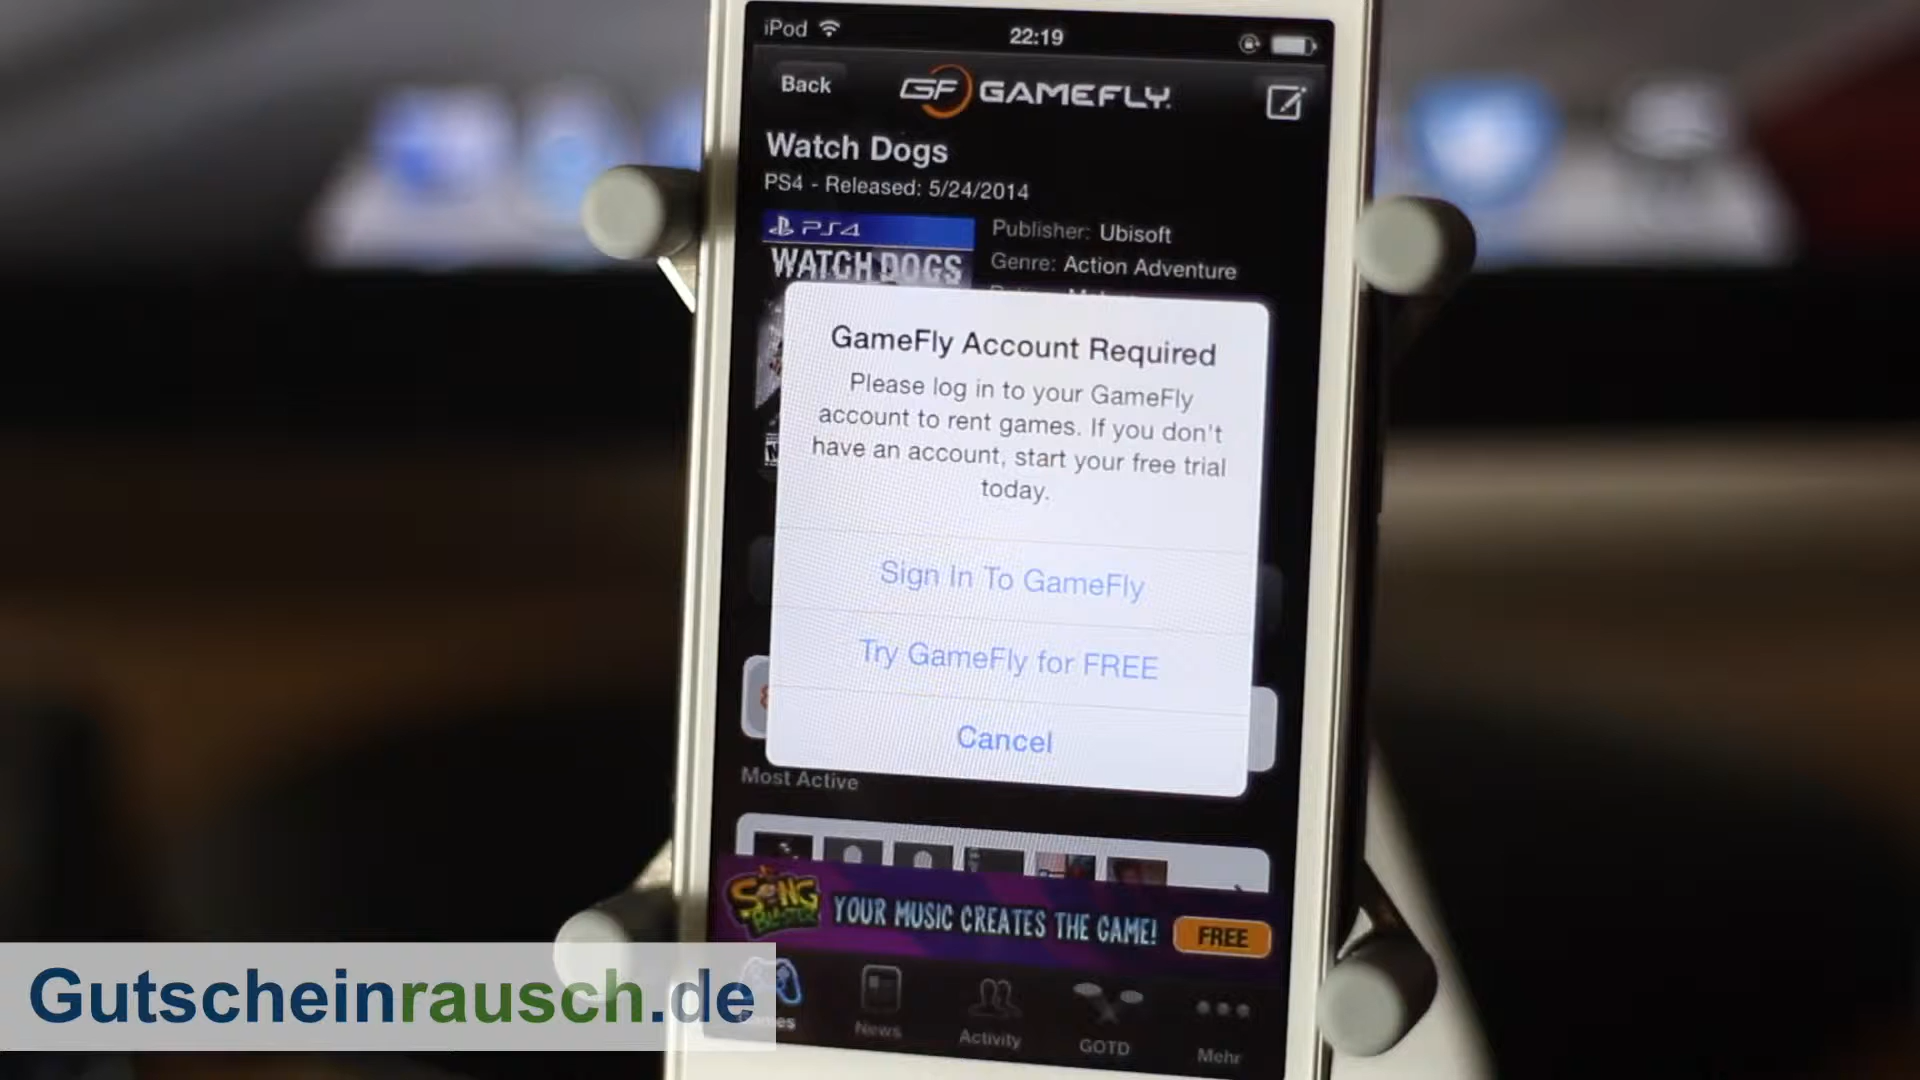 iPod
22:19
Back
GF GAMEFLY
Watch Dogs
PS4 - Released: 5/24/2014
PS4
WATCH DOGS
Publisher: Ubisoft
Genre: Action Adventure
GameFly Account Required
Please log in to your GameFly
account to rent games. If you don't
have an account, start your free trial
today.
Sign In To GameFly
Try GameFly for FREE
Cancel
Most Active
SONG
YOUR MUSIC CREATES THE GAME!
FREE
Gutscheinrausch.de
News
Activity
GOTD
Mehr